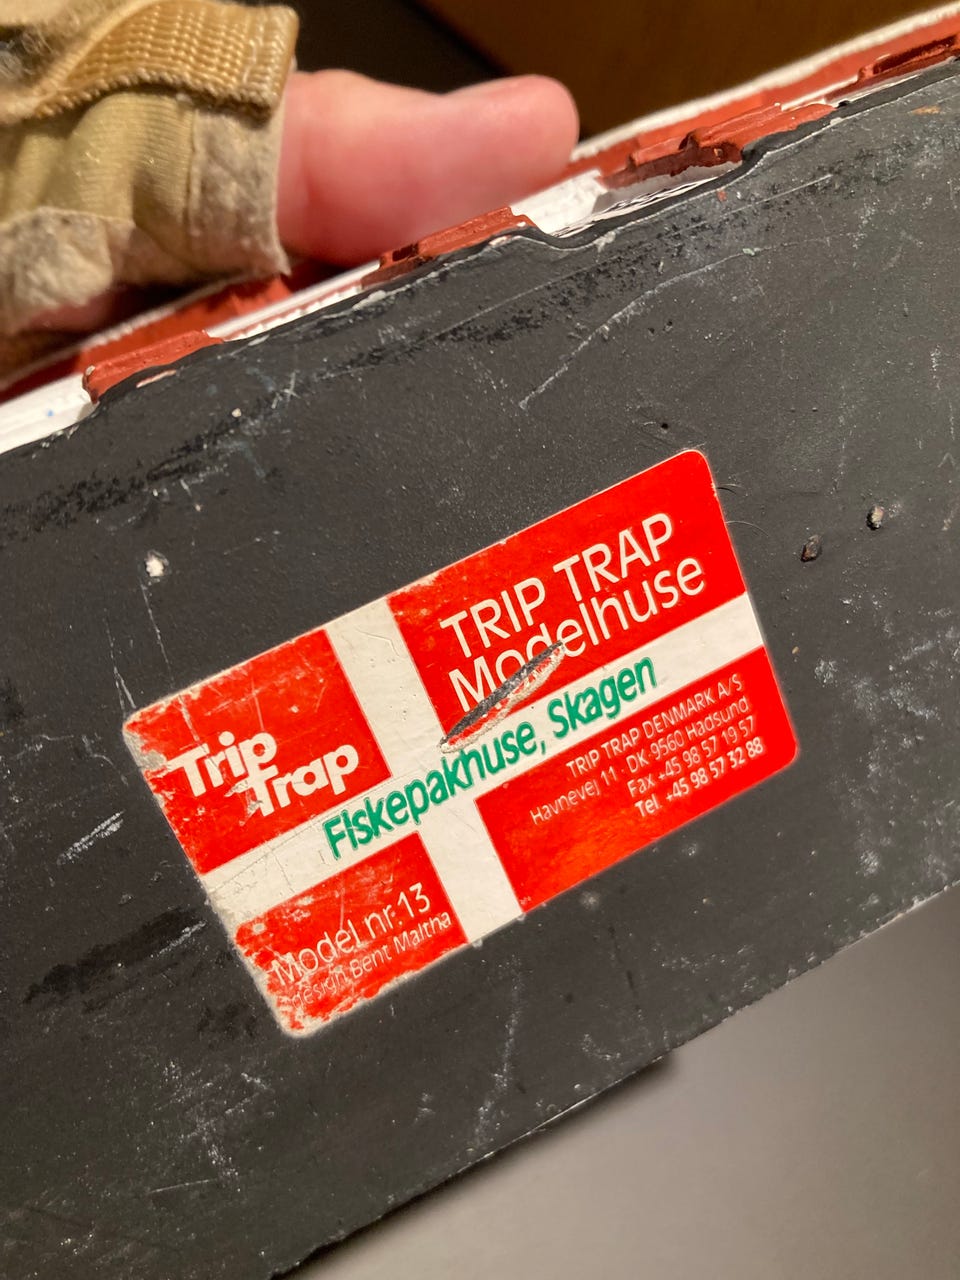 TRIP TRAP
Modelhuse
Trip
Trap
Fiskepakhuse, Skagen
TRIP TRAP DENMARK A/S
Havnevej 11 . DK-9560 Hadsund
Fax +45 98 57 19 57
Tel. +45 98 57 32 88
Model nr. 13
design Bent Maltha